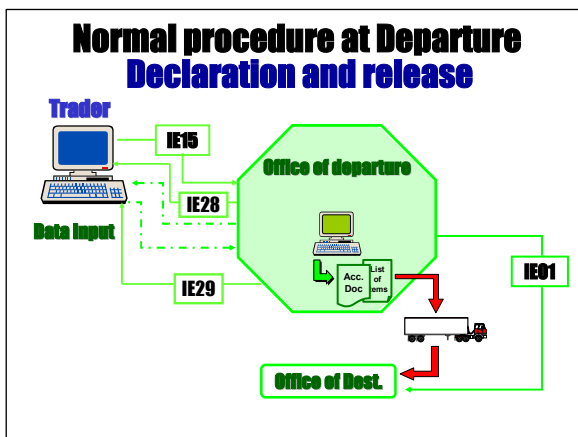 Normal procedure at Departure
Declaration and release
Trader
IE15
Office of departure
IE28
Data Input
IE29
Acc.
Doc
List
of
tems
IE01
Office of Dest.